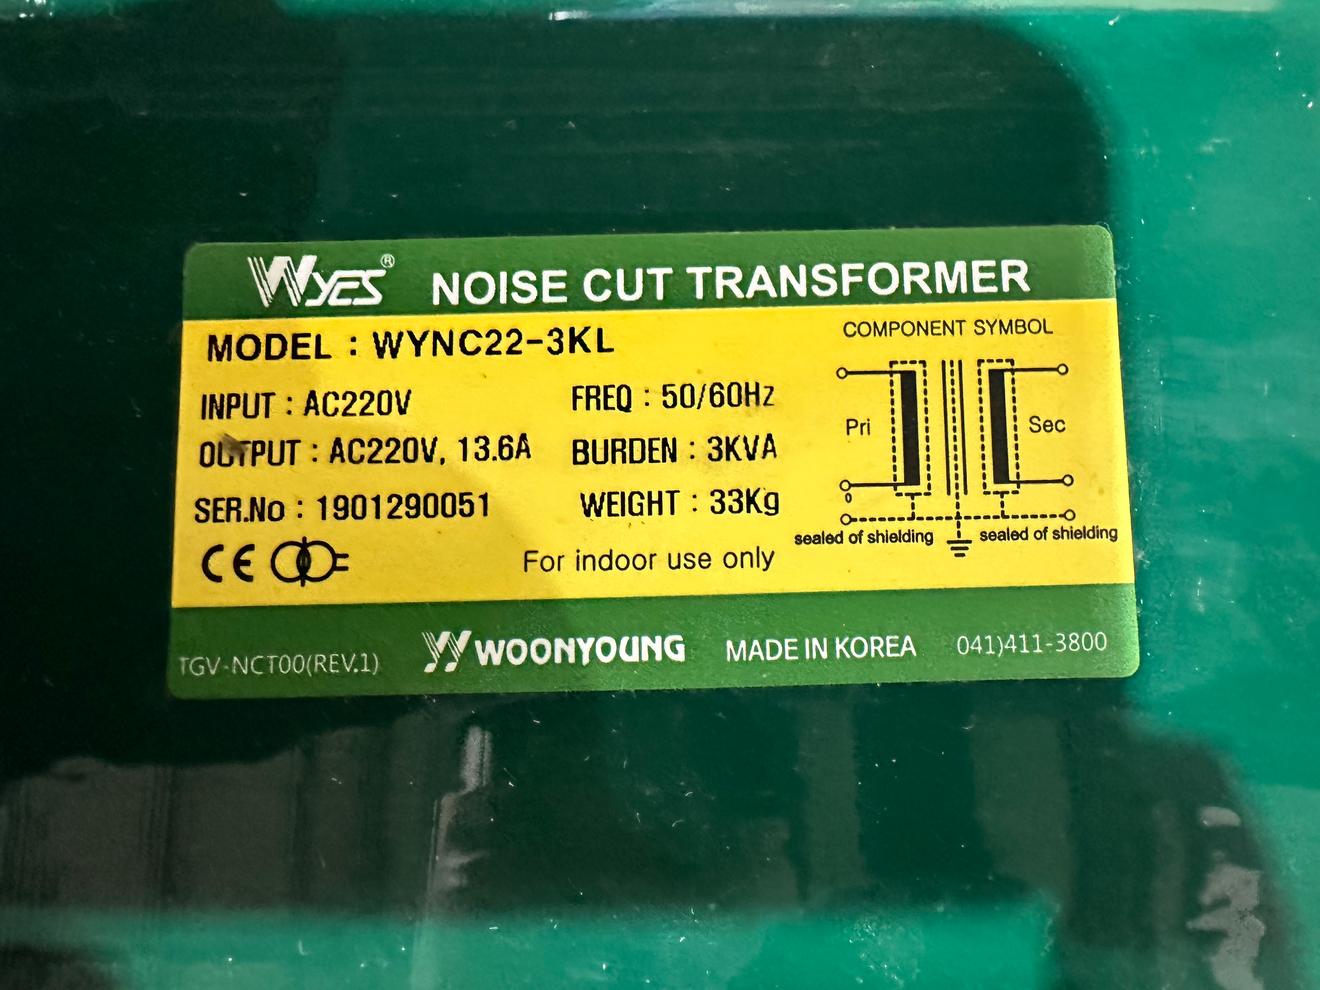 Wyes® NOISE CUT TRANSFORMER
MODEL : WYNC22-3KL
COMPONENT SYMBOL
INPUT : AC220V FREQ : 50/60Hz
OUTPUT : AC220V, 13.6A BURDEN : 3KVA
Pri Sec
SER.No : 1901290051 WEIGHT : 33Kg
0
sealed of shielding sealed of shielding
CE For indoor use only
TGV-NCT00(REV.1) WOONYOUNG MADE IN KOREA 041)411-3800